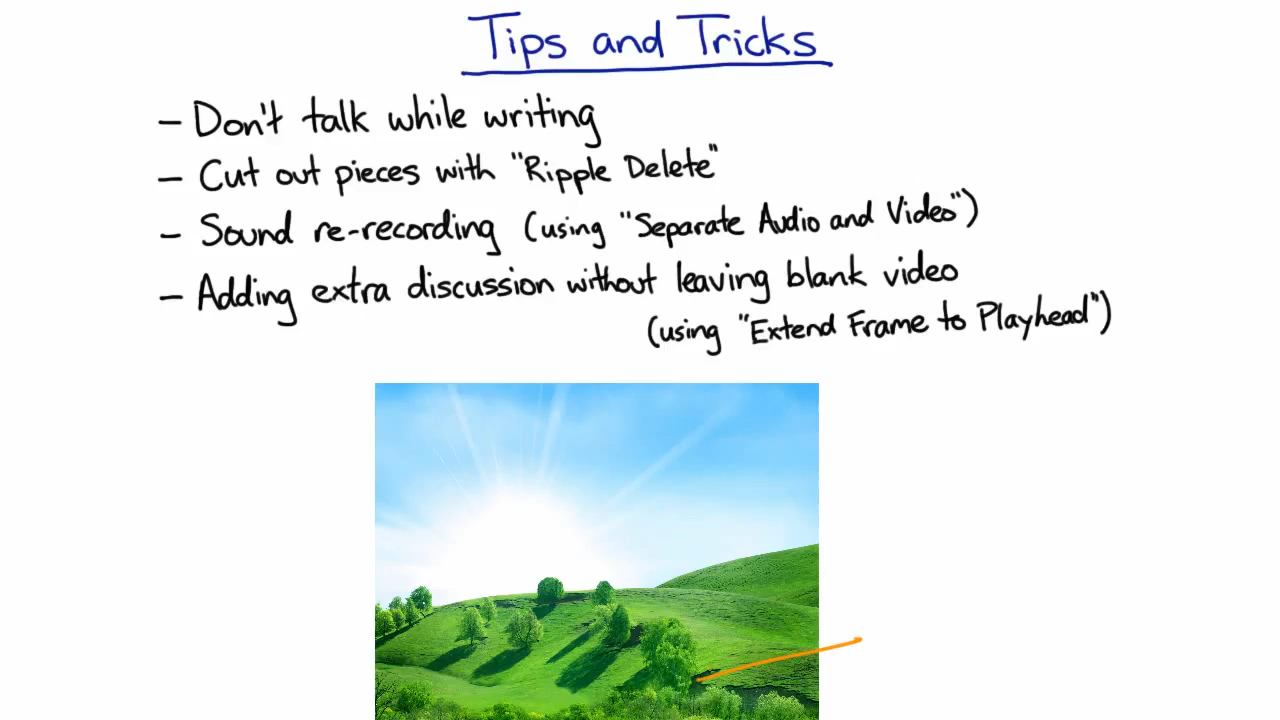 Tips and Tricks
- Don't talk while writing
- Cut out pieces with "Ripple Delete"
- Sound re-recording (using "Separate Audio and Video")
- Adding extra discussion without leaving blank video
(using "Extend Frame to Playhead")